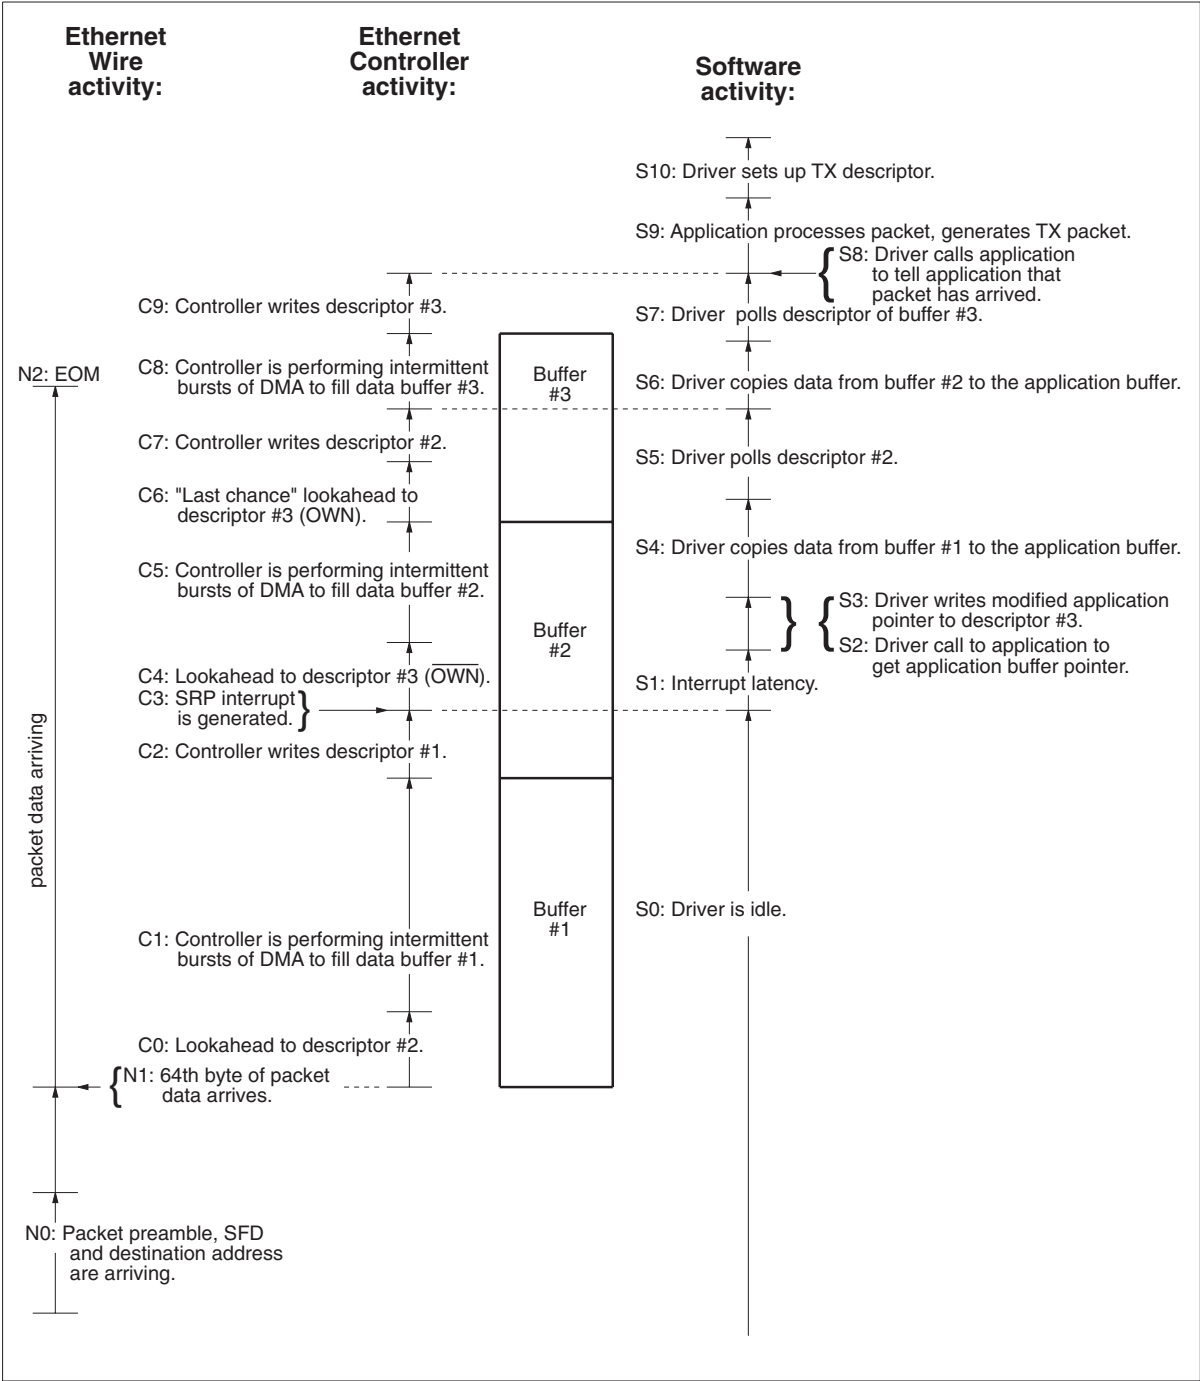 Ethernet
Wire
activity:
Ethernet
Controller
activity:
Software
activity:
S10: Driver sets up TX descriptor.
S9: Application processes packet, generates TX packet.
S8: Driver calls application
to tell application that
packet has arrived.
C9: Controller writes descriptor #3.
S7: Driver polls descriptor of buffer #3.
N2: EOM
C8: Controller is performing intermittent
bursts of DMA to fill data buffer #3.
Buffer
#3
S6: Driver copies data from buffer #2 to the application buffer.
C7: Controller writes descriptor #2.
S5: Driver polls descriptor #2.
C6: "Last chance" lookahead to
descriptor #3 (OWN).
S4: Driver copies data from buffer #1 to the application buffer.
C5: Controller is performing intermittent
bursts of DMA to fill data buffer #2.
Buffer
#2
S3: Driver writes modified application
pointer to descriptor #3.
S2: Driver call to application to
get application buffer pointer.
C4: Lookahead to descriptor #3 (O̅W̅N̅).
S1: Interrupt latency.
C3: SRP interrupt
is generated.
C2: Controller writes descriptor #1.
packet data arriving
Buffer
#1
S0: Driver is idle.
C1: Controller is performing intermittent
bursts of DMA to fill data buffer #1.
C0: Lookahead to descriptor #2.
N1: 64th byte of packet
data arrives.
N0: Packet preamble, SFD
and destination address
are arriving.